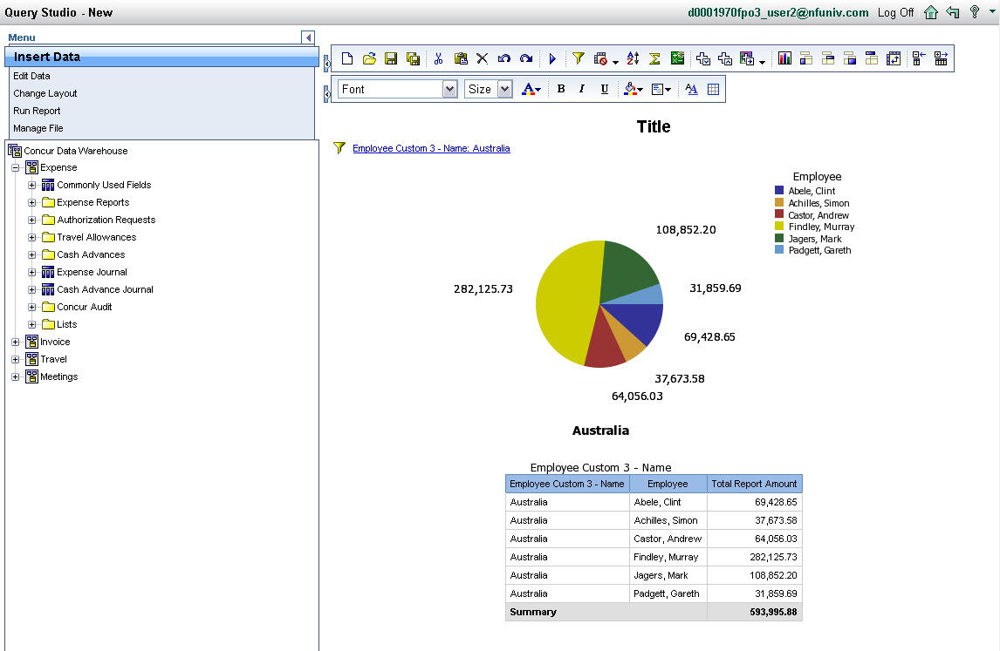 Query Studio - New
d0001970fpo3_user2@nfuniv.com Log Off
Menu
Insert Data
Edit Data
Change Layout
Run Report
Manage File
Concur Data Warehouse
Expense
Commonly Used Fields
Expense Reports
Authorization Requests
Travel Allowances
Cash Advances
Expense Journal
Cash Advance Journal
Concur Audit
Lists
Invoice
Travel
Meetings
Font Size A B I U AA
Title
Employee Custom 3 - Name: Australia
Employee
Abele, Clint
Achilles, Simon
Castor, Andrew
Findley, Murray
Jagers, Mark
Padgett, Gareth
108,852.20
282,125.73
31,859.69
69,428.65
37,673.58
64,056.03
Australia
Employee Custom 3 - Name
Employee Custom 3 - Name Employee Total Report Amount
Australia Abele, Clint 69,428.65
Australia Achilles, Simon 37,673.58
Australia Castor, Andrew 64,056.03
Australia Findley, Murray 282,125.73
Australia Jagers, Mark 108,852.20
Australia Padgett, Gareth 31,859.69
Summary 593,995.88